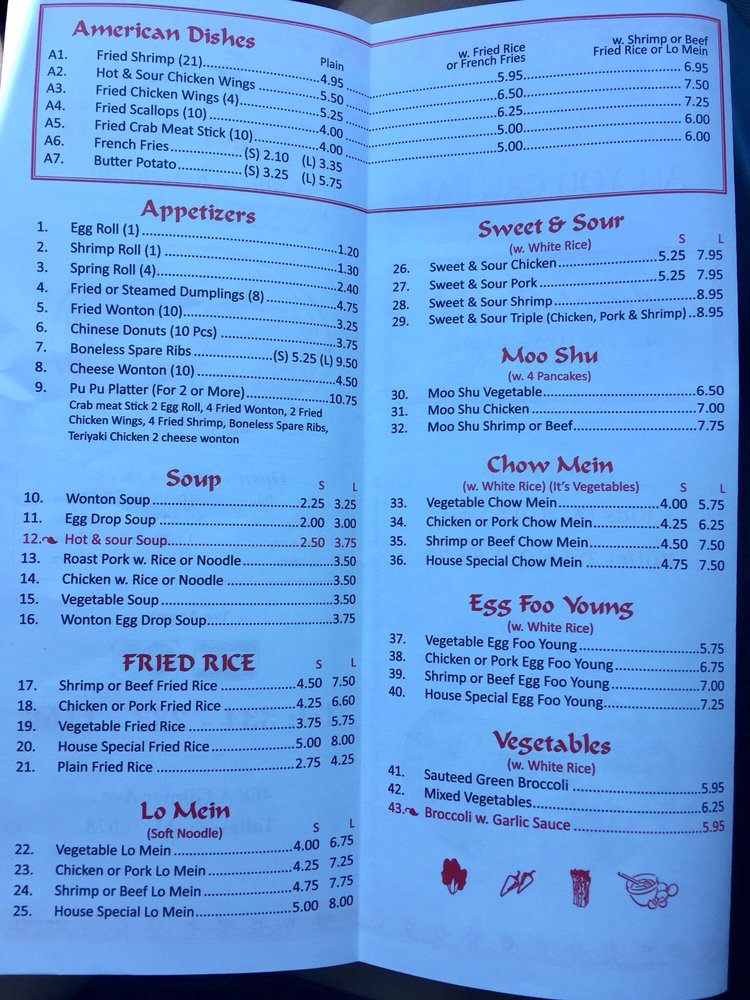 American Dishes
Plain
w. Fried Rice or French Fries
w. Shrimp or Beef Fried Rice or Lo Mein
A1. Fried Shrimp (21) 4.95 5.95 6.95
A2. Hot & Sour Chicken Wings 5.50 6.50 7.50
A3. Fried Chicken Wings (4) 5.25 6.25 7.25
A4. Fried Scallops (10) 4.00 5.00 6.00
A5. Fried Crab Meat Stick (10) 4.00 5.00 6.00
A6. French Fries (S) 2.10 (L) 3.35
A7. Butter Potato (S) 3.25 (L) 5.75
Appetizers
1. Egg Roll (1) 1.20
2. Shrimp Roll (1) 1.30
3. Spring Roll (4) 2.40
4. Fried or Steamed Dumplings (8) 4.75
5. Fried Wonton (10) 3.25
6. Chinese Donuts (10 Pcs) 3.75
7. Boneless Spare Ribs (S) 5.25 (L) 9.50
8. Cheese Wonton (10) 4.50
9. Pu Pu Platter (For 2 or More) 10.75
Crab meat Stick 2 Egg Roll, 4 Fried Wonton, 2 Fried
Chicken Wings, 4 Fried Shrimp, Boneless Spare Ribs,
Teriyaki Chicken 2 cheese wonton
Soup S L
10. Wonton Soup 2.25 3.25
11. Egg Drop Soup 2.00 3.00
12. Hot & sour Soup 2.50 3.75
13. Roast Pork w. Rice or Noodle 3.50
14. Chicken w. Rice or Noodle 3.50
15. Vegetable Soup 3.50
16. Wonton Egg Drop Soup 3.75
FRIED RICE S L
17. Shrimp or Beef Fried Rice 4.50 7.50
18. Chicken or Pork Fried Rice 4.25 6.60
19. Vegetable Fried Rice 3.75 5.75
20. House Special Fried Rice 5.00 8.00
21. Plain Fried Rice 2.75 4.25
Lo Mein
(Soft Noodle) S L
22. Vegetable Lo Mein 4.00 6.75
23. Chicken or Pork Lo Mein 4.25 7.25
24. Shrimp or Beef Lo Mein 4.75 7.75
25. House Special Lo Mein 5.00 8.00
Sweet & Sour
(w. White Rice) S L
26. Sweet & Sour Chicken 5.25 7.95
27. Sweet & Sour Pork 5.25 7.95
28. Sweet & Sour Shrimp 8.95
29. Sweet & Sour Triple (Chicken, Pork & Shrimp) 8.95
Moo Shu
(w. 4 Pancakes)
30. Moo Shu Vegetable 6.50
31. Moo Shu Chicken 7.00
32. Moo Shu Shrimp or Beef 7.75
Chow Mein
(w. White Rice) (It's Vegetables) S L
33. Vegetable Chow Mein 4.00 5.75
34. Chicken or Pork Chow Mein 4.25 6.25
35. Shrimp or Beef Chow Mein 4.50 7.50
36. House Special Chow Mein 4.75 7.50
Egg Foo Young
(w. White Rice)
37. Vegetable Egg Foo Young 5.75
38. Chicken or Pork Egg Foo Young 6.75
39. Shrimp or Beef Egg Foo Young 7.00
40. House Special Egg Foo Young 7.25
Vegetables
(w. White Rice)
41. Sauteed Green Broccoli 5.95
42. Mixed Vegetables 6.25
43. Broccoli w. Garlic Sauce 5.95